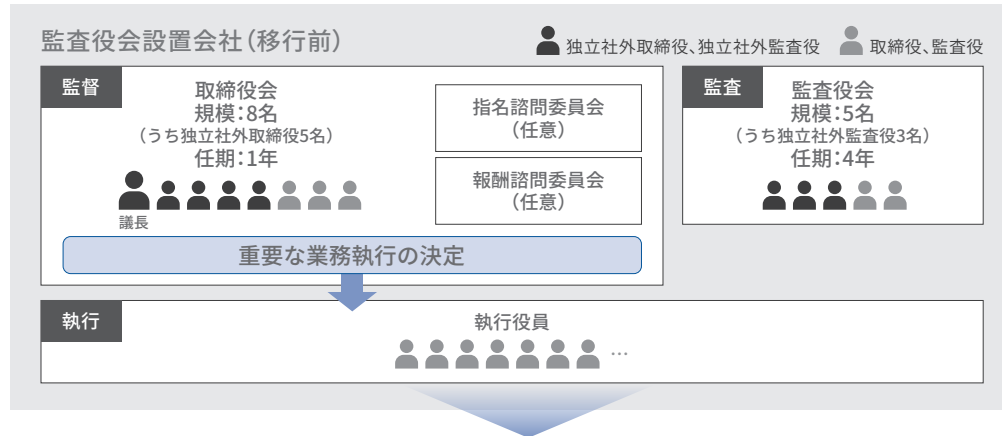 監査役会設置会社（移行前）
独立社外取締役、独立社外監査役
取締役、監査役
監督
取締役会
規模：8名
（うち独立社外取締役5名）
任期：1年
議長
指名諮問委員会
（任意）
報酬諮問委員会
（任意）
重要な業務執行の決定
監査
監査役会
規模：5名
（うち独立社外監査役3名）
任期：4年
執行
執行役員
…